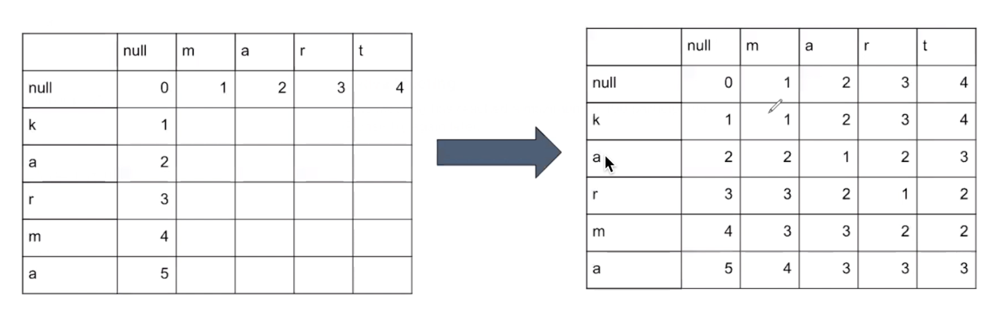 null m a r t
null 0 1 2 3 4
k 1
a 2
r 3
m 4
a 5
null m a r t
null 0 1 2 3 4
k 1 1 2 3 4
a 2 2 1 2 3
r 3 3 2 1 2
m 4 3 3 2 2
a 5 4 3 3 3